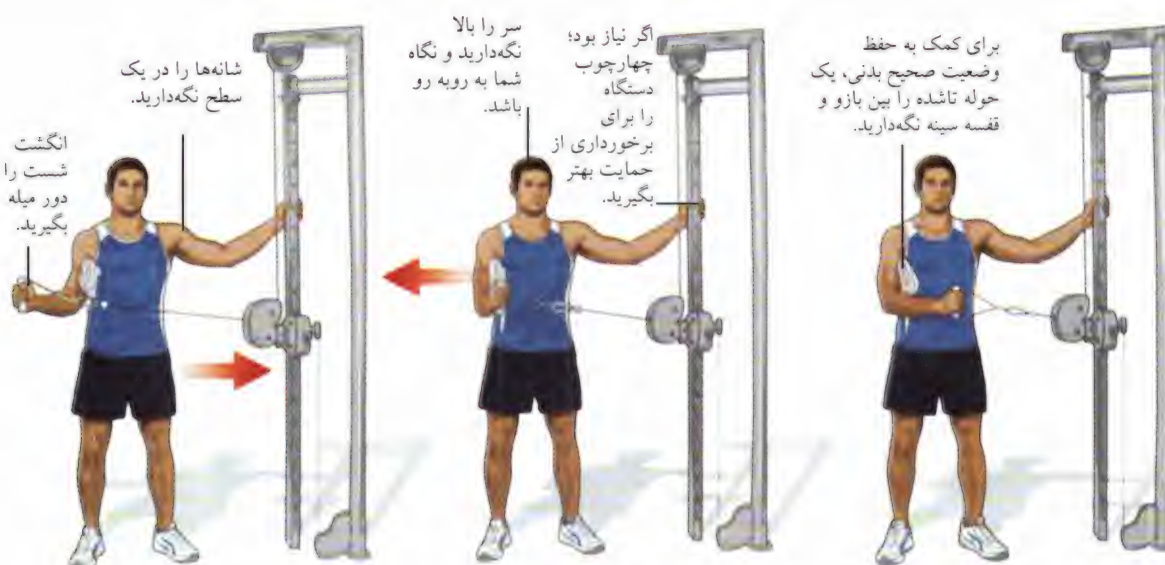 برای کمک به حفظ
وضعیت صحیح بدنی، یک
حوله تاشده را بین بازو و
قفسه سینه نگه‌دارید.
اگر نیاز بود؛
چهارچوب
دستگاه
را برای
برخورداری از
حمایت بهتر
بگیرید.
سر را بالا
نگه‌دارید و نگاه
شما به روبه رو
باشد.
شانه‌ها را در یک
سطح نگه‌دارید.
انگشت
شست را
دور میله
بگیرید.